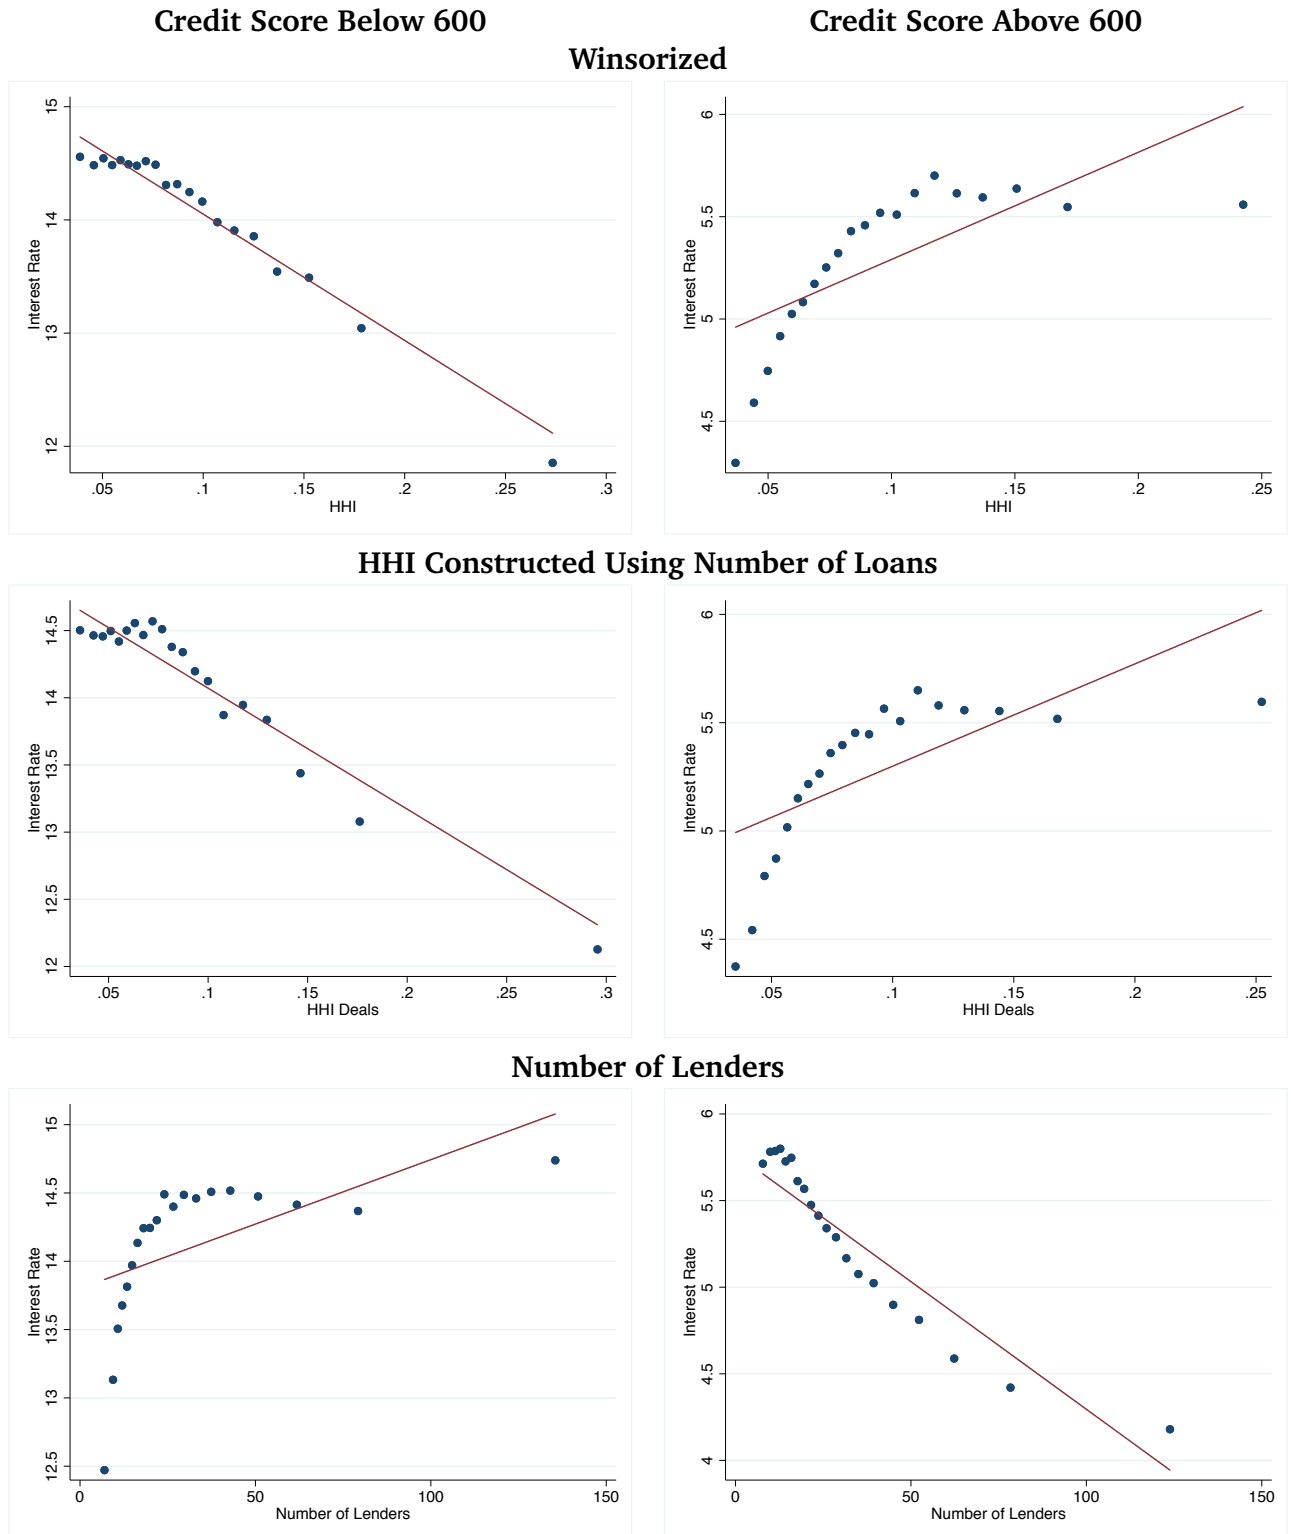 Credit Score Below 600
Credit Score Above 600
Winsorized
15
14
13
12
Interest Rate
.05 .1 .15 .2 .25 .3
HHI
6
5.5
5
4.5
Interest Rate
.05 .1 .15 .2 .25
HHI
HHI Constructed Using Number of Loans
14.5
14
13.5
13
12.5
12
Interest Rate
.05 .1 .15 .2 .25 .3
HHI Deals
6
5.5
5
4.5
Interest Rate
.05 .1 .15 .2 .25
HHI Deals
Number of Lenders
15
14.5
14
13.5
13
12.5
Interest Rate
0 50 100 150
Number of Lenders
6
5.5
5
4.5
4
Interest Rate
0 50 100 150
Number of Lenders